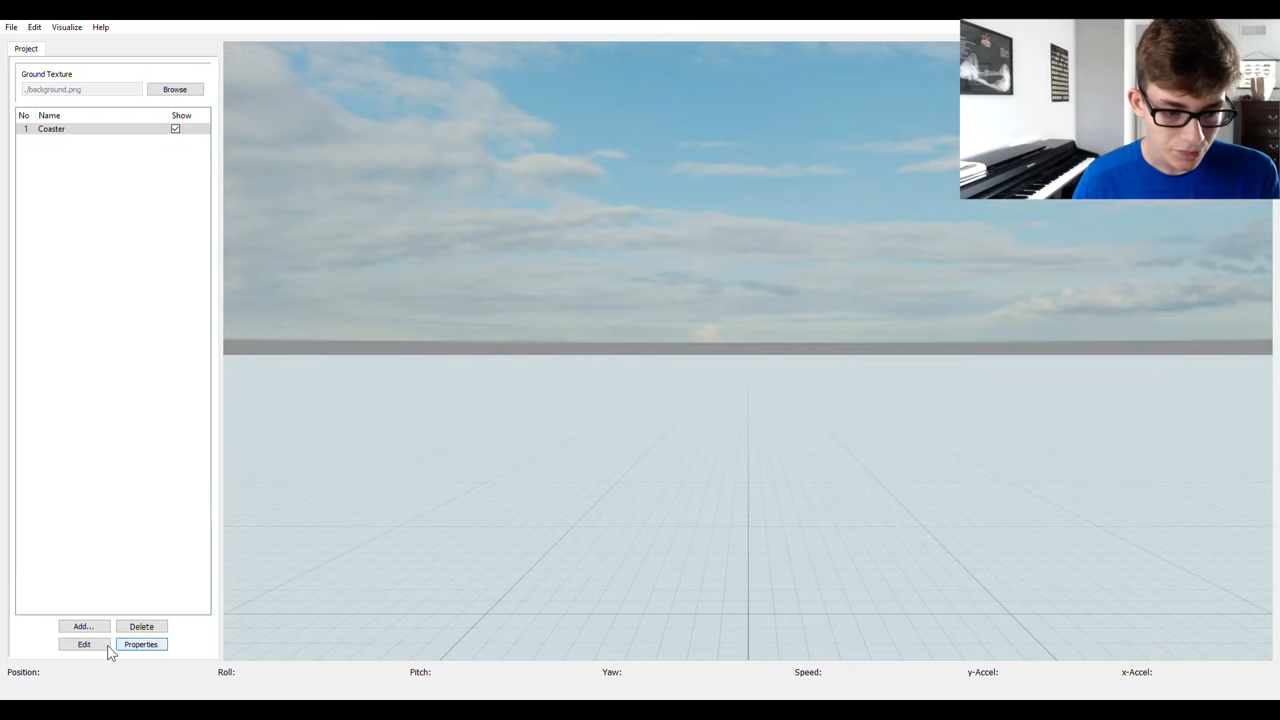 File Edit Visualize Help
Project
Ground Texture
./background.png Browse
No Name Show
1 Coaster
Add... Delete
Edit Properties
Position: Roll: Pitch: Yaw: Speed: y-Accel: x-Accel: